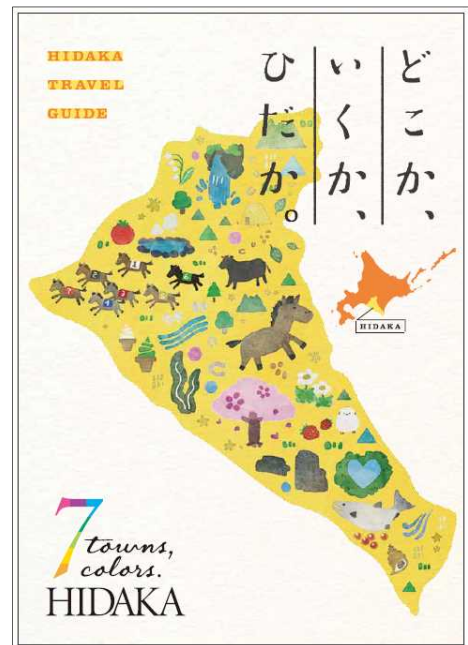 HIDAKA
TRAVEL
GUIDE
どこか、
いくか、
ひだか。
HIDAKA
7 towns,
colors.
HIDAKA